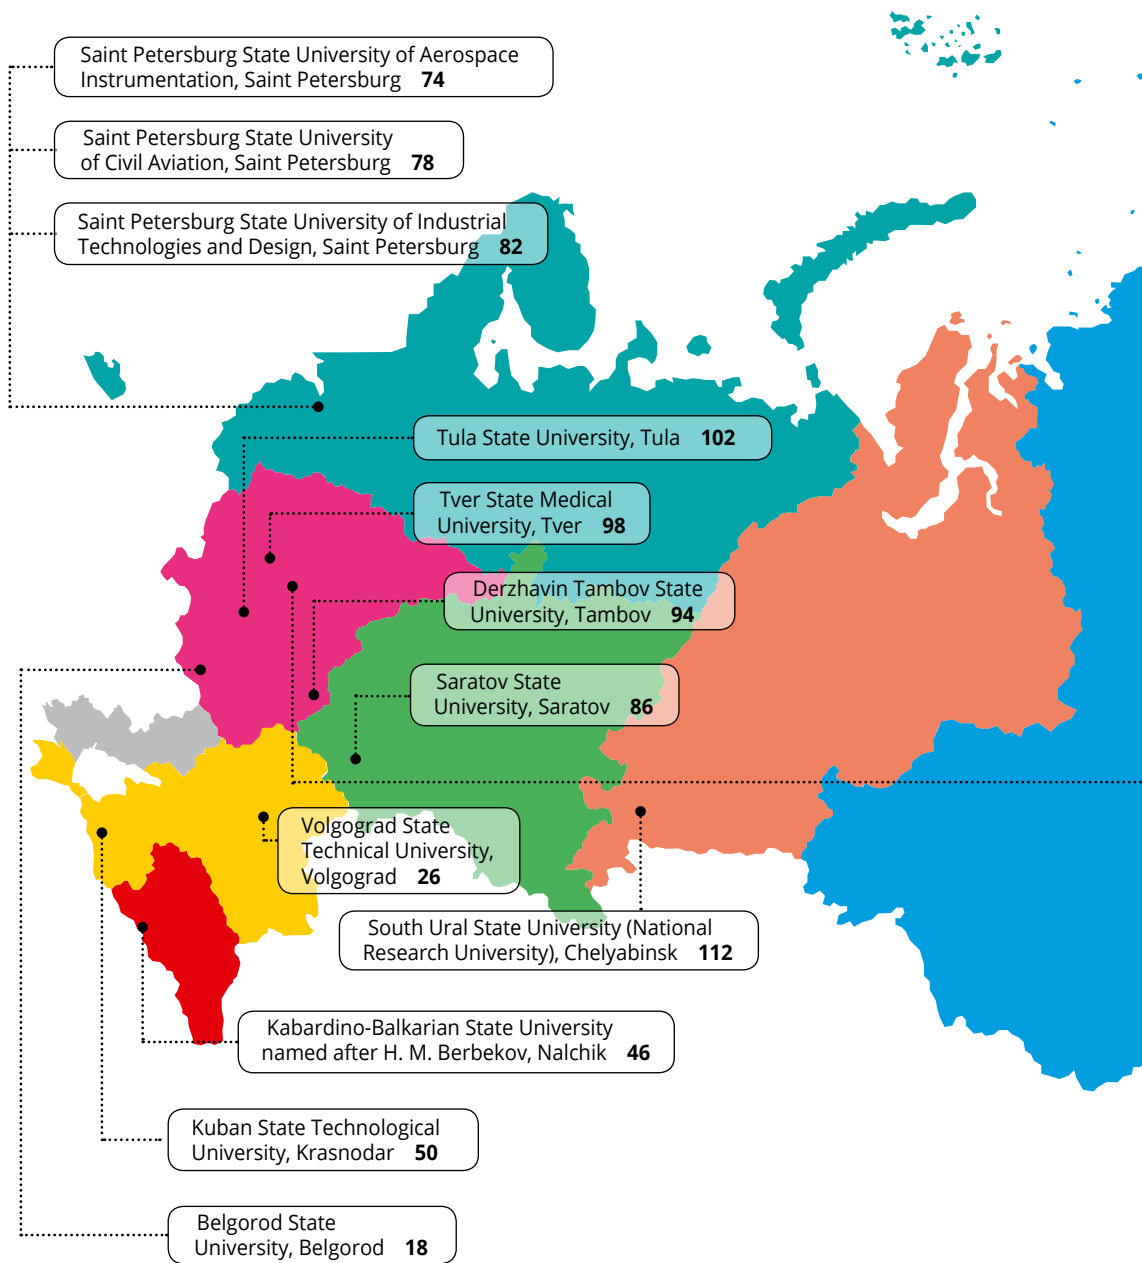 Saint Petersburg State University of Aerospace
Instrumentation, Saint Petersburg 74
Saint Petersburg State University
of Civil Aviation, Saint Petersburg 78
Saint Petersburg State University of Industrial
Technologies and Design, Saint Petersburg 82
Tula State University, Tula 102
Tver State Medical
University, Tver 98
Derzhavin Tambov State
University, Tambov 94
Saratov State
University, Saratov 86
Volgograd State
Technical University,
Volgograd 26
South Ural State University (National
Research University), Chelyabinsk 112
Kabardino-Balkarian State University
named after H. M. Berbekov, Nalchik 46
Kuban State Technological
University, Krasnodar 50
Belgorod State
University, Belgorod 18